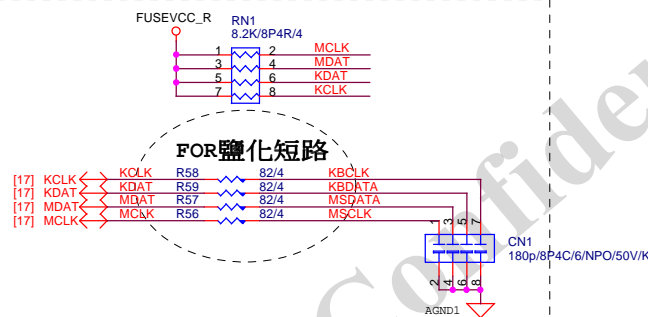 FUSEVCC_R
RN1
8.2K/8P4R/4
1 2 MCLK
3 4 MDAT
5 6 KDAT
7 8 KCLK
FOR鹽化短路
[17] KCLK KCLK R58 82/4 KBCLK
[17] KDAT KDAT R59 82/4 KBDATA
[17] MDAT MDAT R57 82/4 MSDATA
[17] MCLK MCLK R56 82/4 MSCLK
1 3 5 7
CN1
180p/8P4C/6/NPO/50V/K
2 4 6 8
AGND1
Confiden